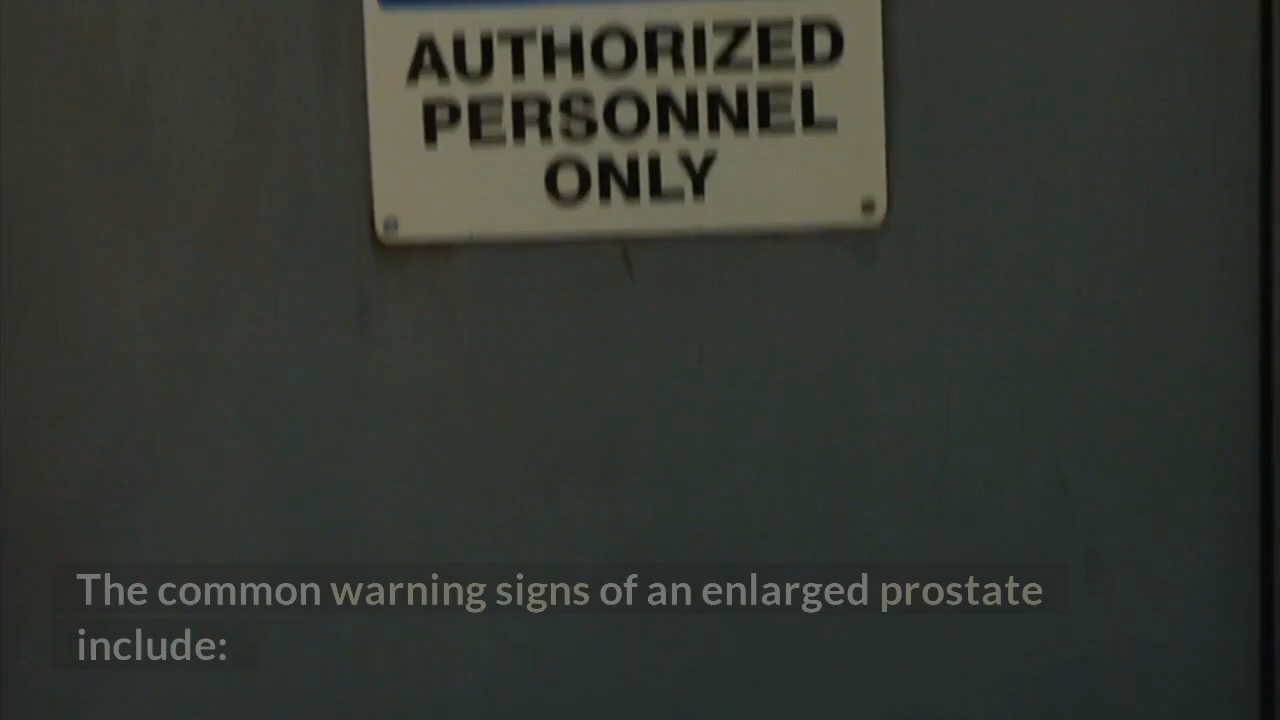 AUTHORIZED
PERSONNEL
ONLY
The common warning signs of an enlarged prostate
include: